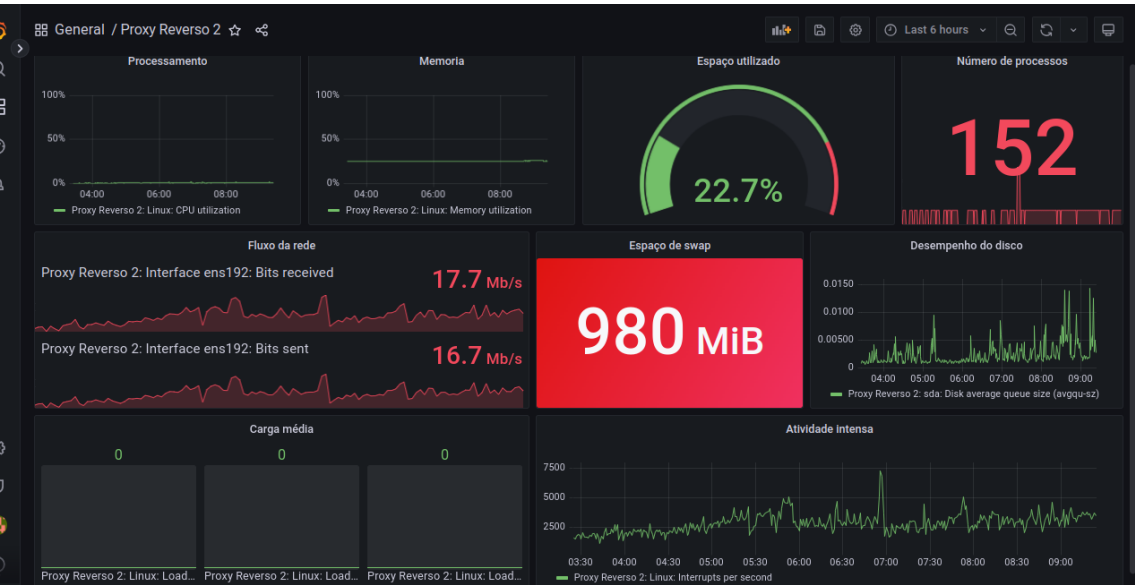 General / Proxy Reverso 2
Last 6 hours
Processamento
100%
50%
0%
04:00 06:00 08:00
Proxy Reverso 2: Linux: CPU utilization
Memoria
100%
50%
0%
04:00 06:00 08:00
Proxy Reverso 2: Linux: Memory utilization
Espaço utilizado
22.7%
Número de processos
152
Fluxo da rede
Proxy Reverso 2: Interface ens192: Bits received
17.7 Mb/s
Proxy Reverso 2: Interface ens192: Bits sent
16.7 Mb/s
Espaço de swap
980 MiB
Desempenho do disco
0.0150
0.0100
0.00500
0
04:00 05:00 06:00 07:00 08:00 09:00
Proxy Reverso 2: sda: Disk average queue size (avgqu-sz)
Carga média
0 0 0
Proxy Reverso 2: Linux: Load... Proxy Reverso 2: Linux: Load... Proxy Reverso 2: Linux: Load...
Atividade intensa
7500
5000
2500
03:30 04:00 04:30 05:00 05:30 06:00 06:30 07:00 07:30 08:00 08:30 09:00
Proxy Reverso 2: Linux: Interrupts per second